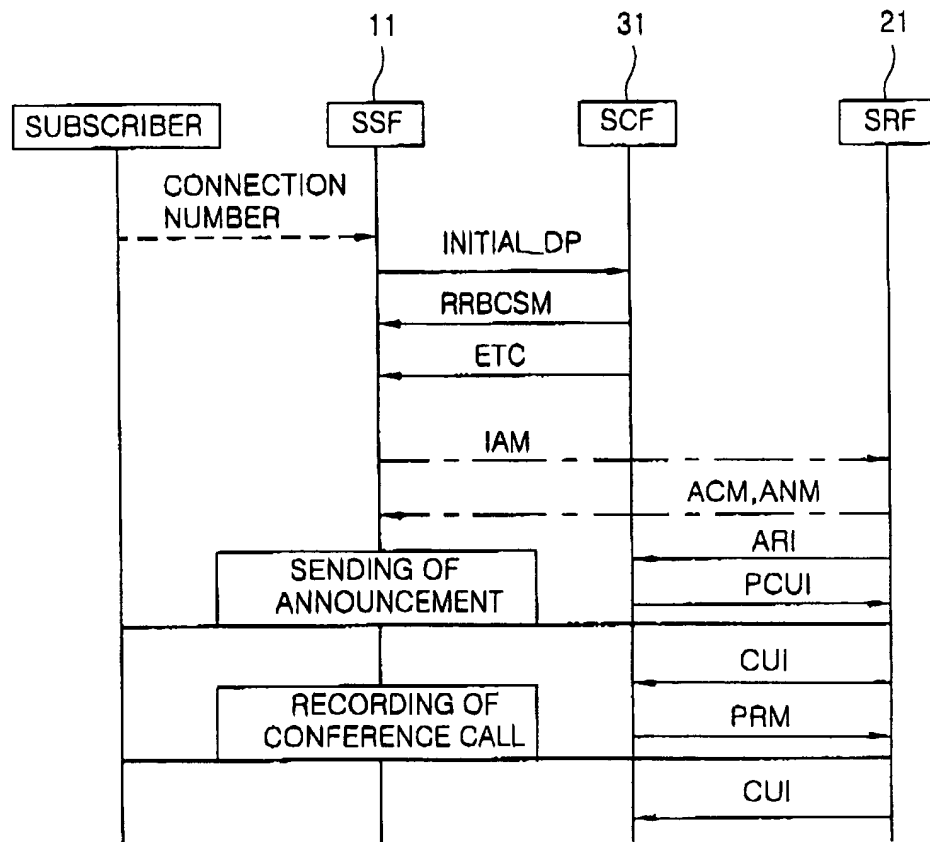 11 31 21
SUBSCRIBER SSF SCF SRF
CONNECTION
NUMBER
INITIAL_DP
RRBCSM
ETC
IAM
ACM,ANM
ARI
SENDING OF
ANNOUNCEMENT
PCUI
CUI
RECORDING OF
CONFERENCE CALL
PRM
CUI